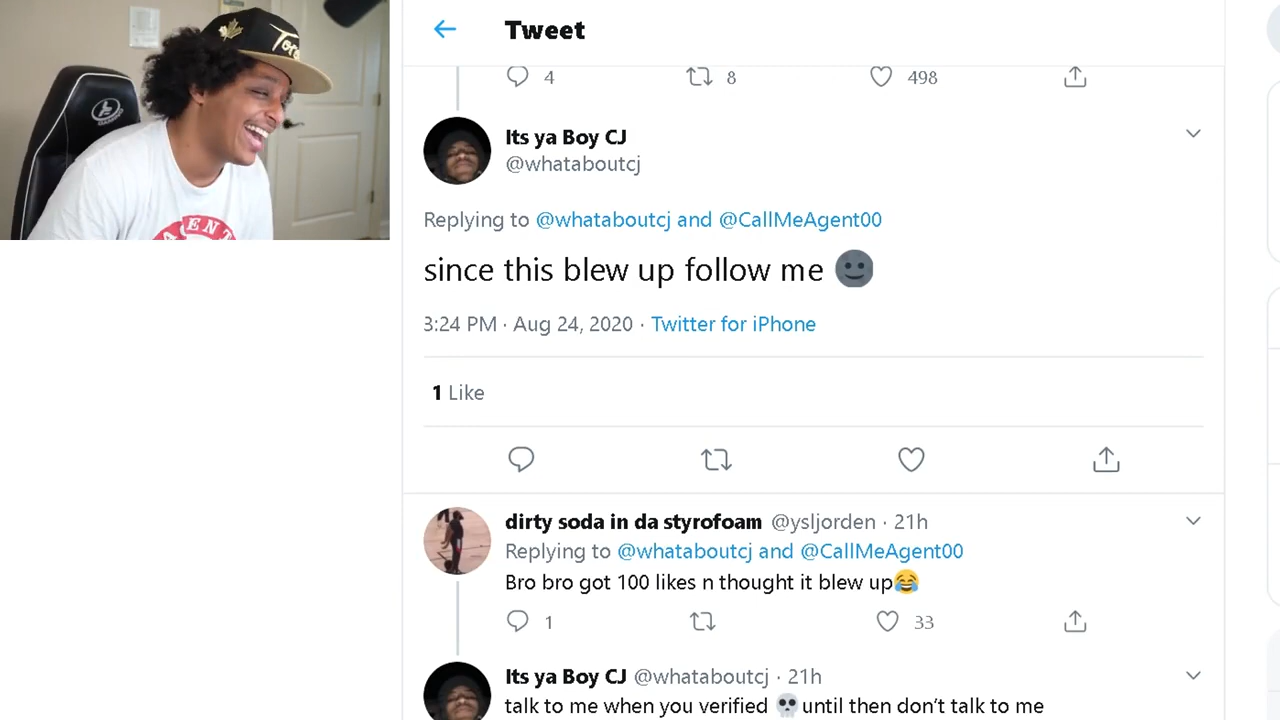 Toro
AGENT
Tweet
4 8 498
Its ya Boy CJ
@whataboutcj
Replying to @whataboutcj and @CallMeAgent00
since this blew up follow me 🌚
3:24 PM · Aug 24, 2020 · Twitter for iPhone
1 Like
dirty soda in da styrofoam @ysljorden · 21h
Replying to @whataboutcj and @CallMeAgent00
Bro bro got 100 likes n thought it blew up😂
1 33
Its ya Boy CJ @whataboutcj · 21h
talk to me when you verified 💀until then don’t talk to me